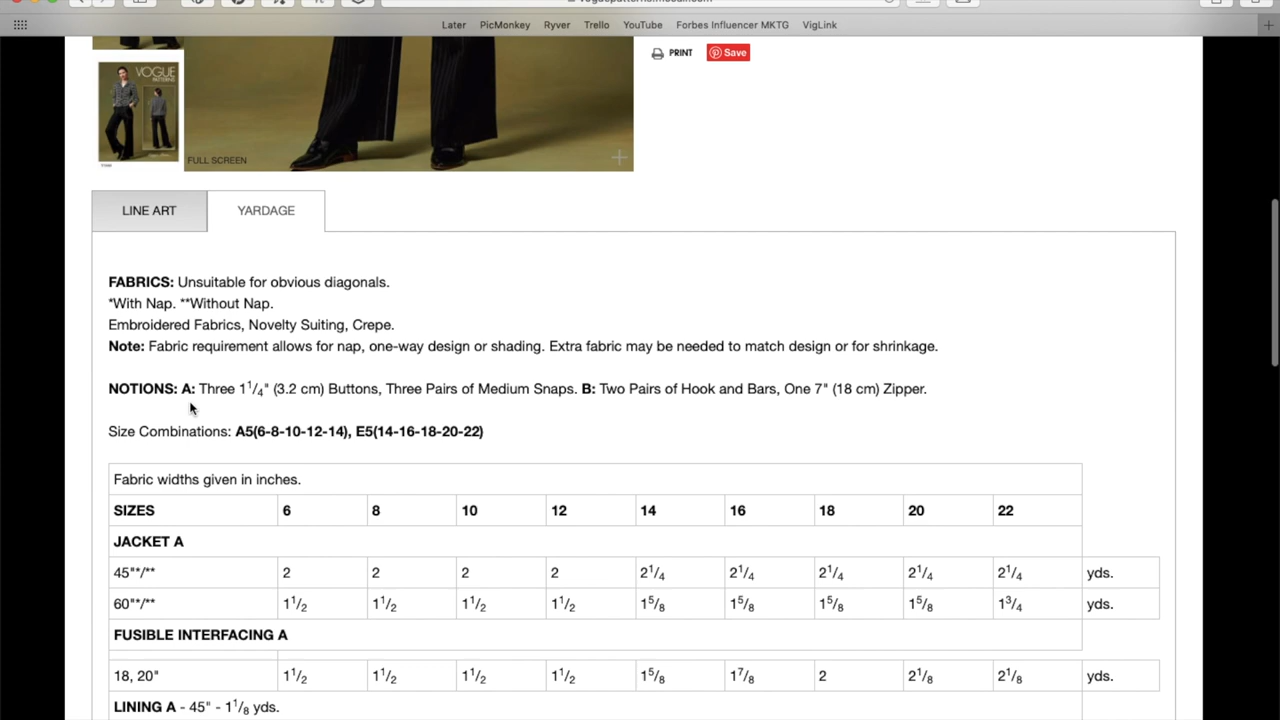 Later PicMonkey Ryver Trello YouTube Forbes Influencer MKTG VigLink
PRINT Save
VOGUE
PATTERNS
FULL SCREEN
LINE ART YARDAGE
FABRICS: Unsuitable for obvious diagonals.
*With Nap. **Without Nap.
Embroidered Fabrics, Novelty Suiting, Crepe.
Note: Fabric requirement allows for nap, one-way design or shading. Extra fabric may be needed to match design or for shrinkage.
NOTIONS: A: Three 1 1/4" (3.2 cm) Buttons, Three Pairs of Medium Snaps. B: Two Pairs of Hook and Bars, One 7" (18 cm) Zipper.
Size Combinations: A5(6-8-10-12-14), E5(14-16-18-20-22)
Fabric widths given in inches.
SIZES 6 8 10 12 14 16 18 20 22
JACKET A
45"*/** 2 2 2 2 2 1/4 2 1/4 2 1/4 2 1/4 2 1/4 yds.
60"*/** 1 1/2 1 1/2 1 1/2 1 1/2 1 5/8 1 5/8 1 5/8 1 5/8 1 3/4 yds.
FUSIBLE INTERFACING A
18, 20" 1 1/2 1 1/2 1 1/2 1 1/2 1 5/8 1 7/8 2 2 1/8 2 1/8 yds.
LINING A - 45" - 1 1/8 yds.